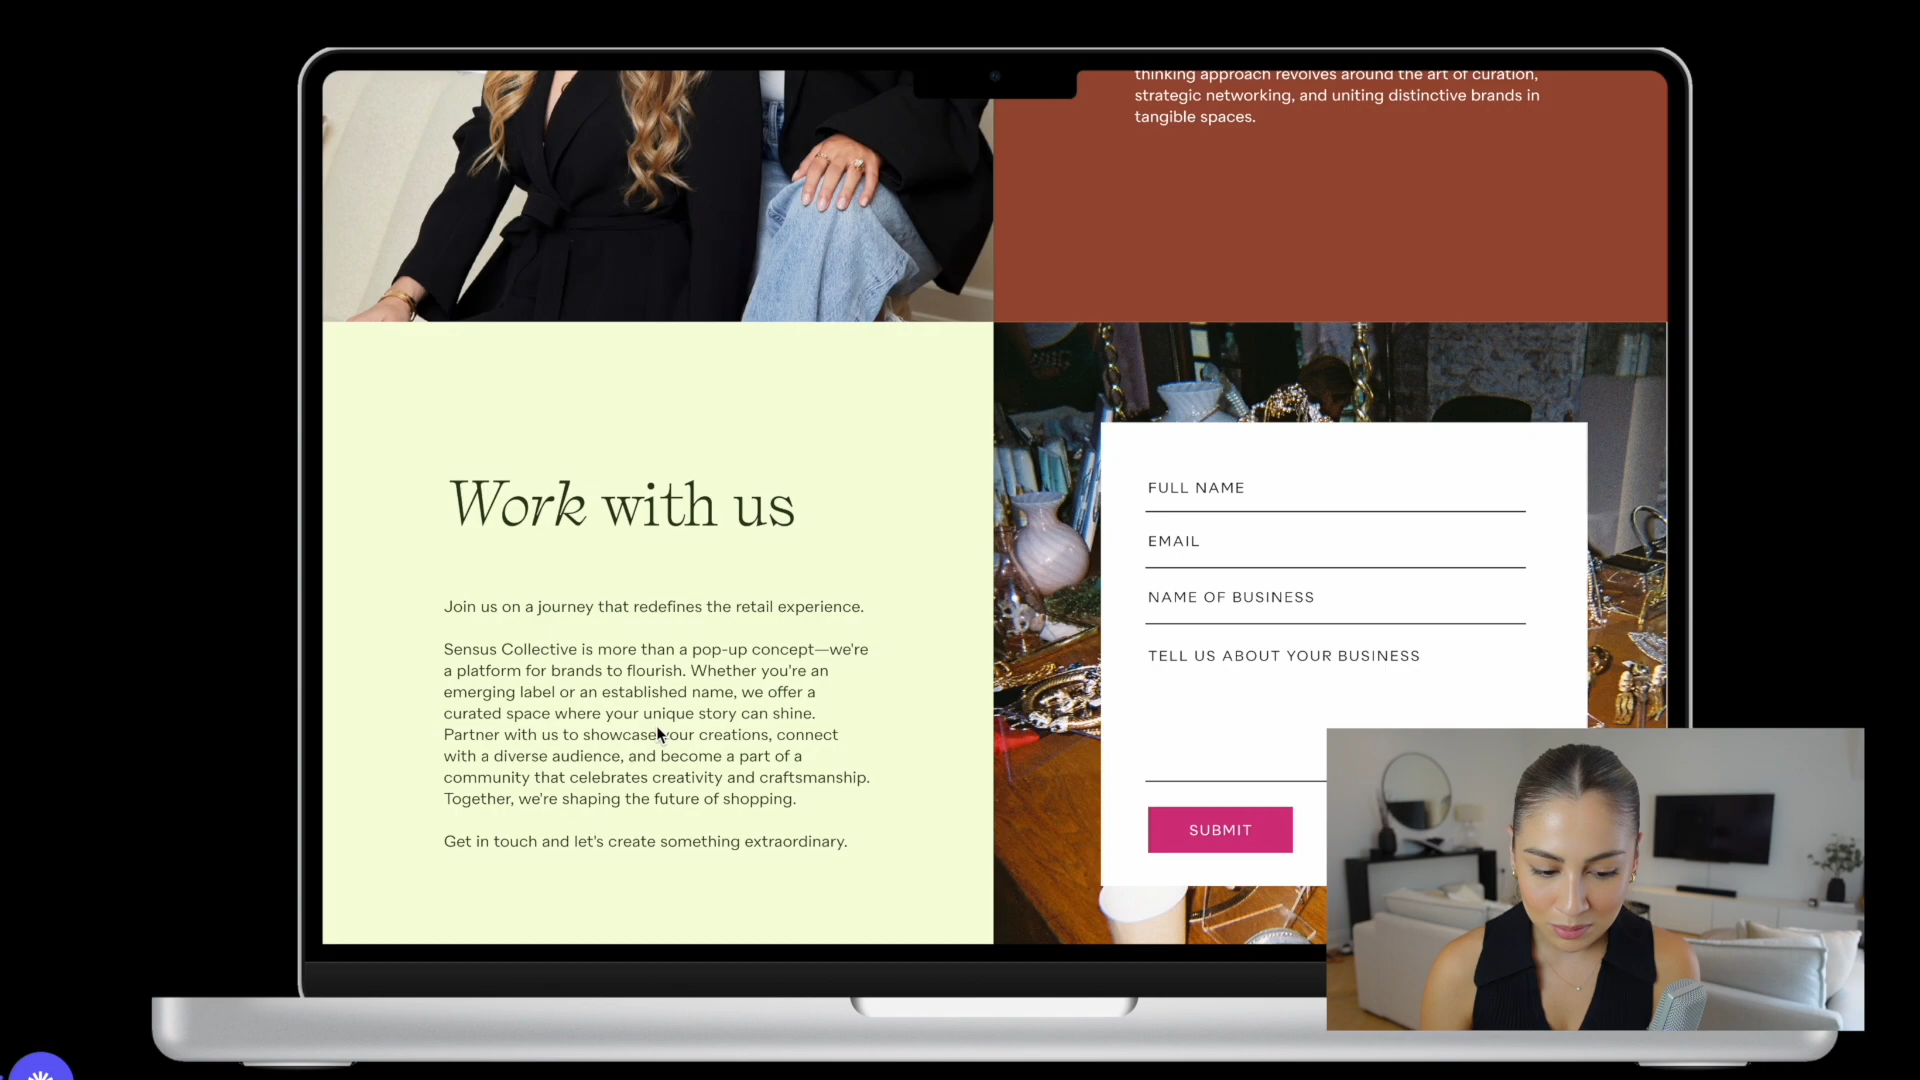 thinking approach revolves around the art of curation,
strategic networking, and uniting distinctive brands in
tangible spaces.
Work with us
Join us on a journey that redefines the retail experience.
Sensus Collective is more than a pop-up concept—we're
a platform for brands to flourish. Whether you're an
emerging label or an established name, we offer a
curated space where your unique story can shine.
Partner with us to showcase your creations, connect
with a diverse audience, and become a part of a
community that celebrates creativity and craftsmanship.
Together, we're shaping the future of shopping.
Get in touch and let's create something extraordinary.
FULL NAME
EMAIL
NAME OF BUSINESS
TELL US ABOUT YOUR BUSINESS
SUBMIT